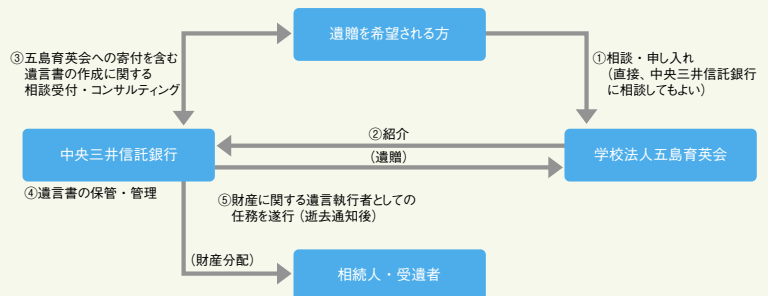 遺贈を希望される方
③五島育英会への寄付を含む
遺言書の作成に関する
相談受付・コンサルティング
①相談・申し入れ
（直接、中央三井信託銀行
に相談してもよい）
②紹介
中央三井信託銀行
（遺贈）
学校法人五島育英会
④遺言書の保管・管理
⑤財産に関する遺言執行者としての
任務を遂行（逝去通知後）
（財産分配）
相続人・受遺者